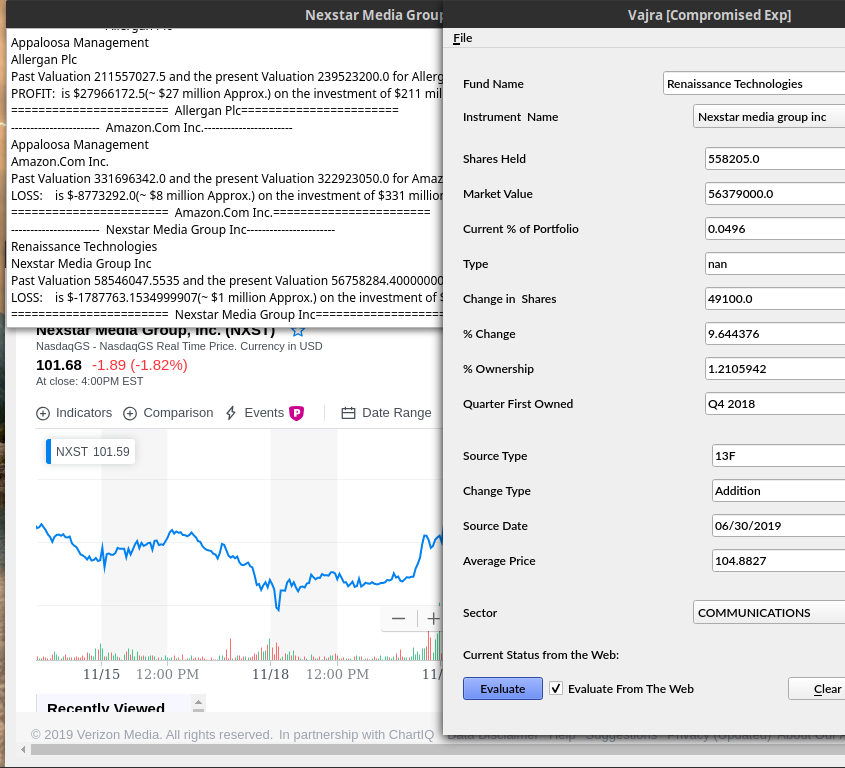 Nexstar Media Group
Allergan Plc
Appaloosa Management
Allergan Plc
Past Valuation 211557027.5 and the present Valuation 239523200.0 for Allerg
PROFIT:  is $27966172.5(~ $27 million Approx.) on the investment of $211 mil
======================  Allergan Plc======================
----------------------  Amazon.Com Inc.----------------------
Appaloosa Management
Amazon.Com Inc.
Past Valuation 331696342.0 and the present Valuation 322923050.0 for Amaz
LOSS:   is $-8773292.0(~ $8 million Approx.) on the investment of $331 million
======================  Amazon.Com Inc.======================
----------------------  Nexstar Media Group Inc----------------------
Renaissance Technologies
Nexstar Media Group Inc
Past Valuation 58546047.5535 and the present Valuation 56758284.40000000
LOSS:   is $-1787763.1534999907(~ $1 million Approx.) on the investment of $
======================  Nexstar Media Group Inc==================
Nexstar Media Group, Inc. (NXST)
NasdaqGS - NasdaqGS Real Time Price. Currency in USD
101.68 -1.89 (-1.82%)
At close: 4:00PM EST
Indicators Comparison Events P Date Range
NXST 101.59
− +
11/15 12:00 PM 11/18 12:00 PM 11/
Recently Viewed
© 2019 Verizon Media. All rights reserved. In partnership with ChartIQ
Data Disclaimer Help Suggestions Privacy (Updated) About Our
Vajra [Compromised Exp]
File
Fund Name Renaissance Technologies
Instrument Name Nexstar media group inc
Shares Held 558205.0
Market Value 56379000.0
Current % of Portfolio 0.0496
Type nan
Change in Shares 49100.0
% Change 9.644376
% Ownership 1.2105942
Quarter First Owned Q4 2018
Source Type 13F
Change Type Addition
Source Date 06/30/2019
Average Price 104.8827
Sector COMMUNICATIONS
Current Status from the Web:
Evaluate Evaluate From The Web Clear